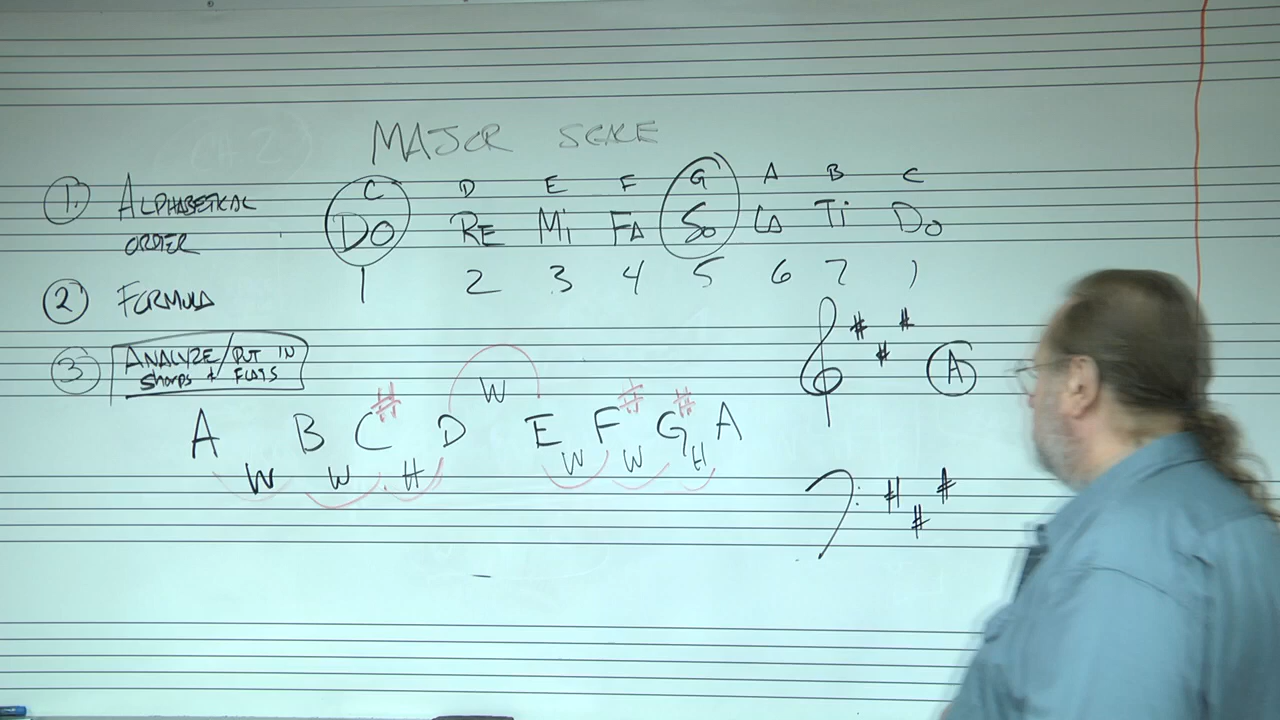 MAJOR SCALE
1. ALPHABETICAL ORDER
C D E F G A B C
DO RE Mi FA So LA Ti Do
1 2 3 4 5 6 7 1
2 FORMULA
3 ANALYZE/PUT IN
Sharps + FLATS
A B C# D E F# G# A
W W H W W W H
# # # A
# # #